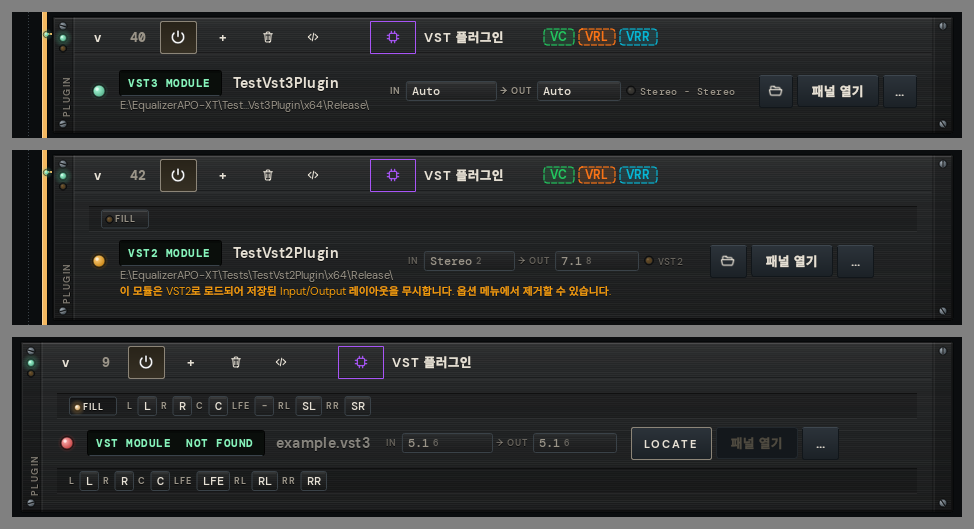 v 40 + </> VST 플러그인 VC VRL VRR
PLUGIN
VST3 MODULE TestVst3Plugin IN Auto → OUT Auto Stereo - Stereo 패널 열기 ...
E:\EqualizerAPO-XT\Test..Vst3Plugin\x64\Release\
v 42 + </> VST 플러그인 VC VRL VRR
FILL
PLUGIN
VST2 MODULE TestVst2Plugin IN Stereo 2 → OUT 7.1 8 VST2 패널 열기 ...
E:\EqualizerAPO-XT\Tests\TestVst2Plugin\x64\Release\
이 모듈은 VST2로 로드되어 저장된 Input/Output 레이아웃을 무시합니다. 옵션 메뉴에서 제거할 수 있습니다.
v 9 + </> VST 플러그인
FILL L L R R C C LFE - RL SL RR SR
PLUGIN
VST MODULE NOT FOUND example.vst3 IN 5.1 6 → OUT 5.1 6 LOCATE 패널 열기 ...
L L R R C C LFE LFE RL RL RR RR